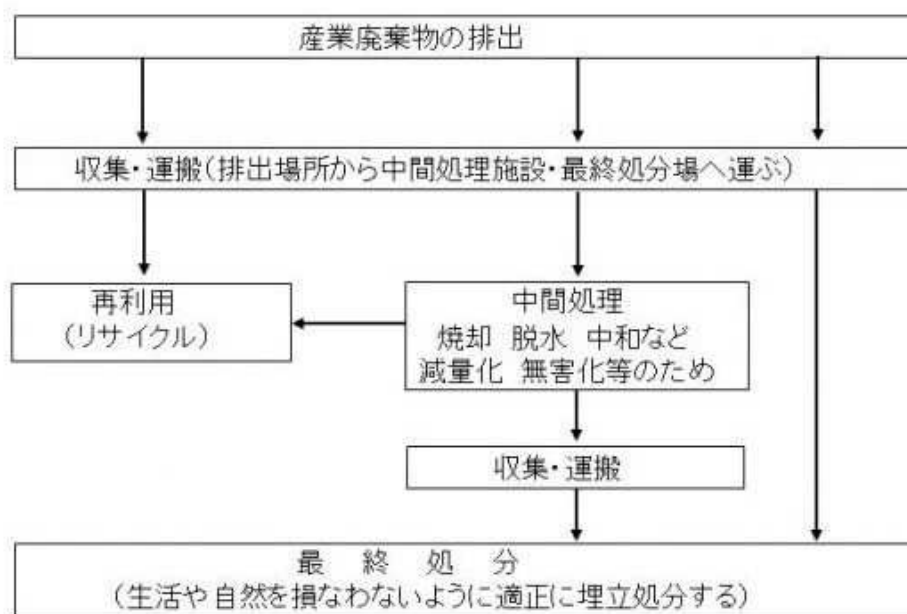 産業廃棄物の排出
収集・運搬(排出場所から中間処理施設・最終処分場へ運ぶ)
再利用
(リサイクル)
中間処理
焼却 脱水 中和など
減量化 無害化等のため
収集・運搬
最 終 処 分
(生活や自然を損なわないように適正に埋立処分する)